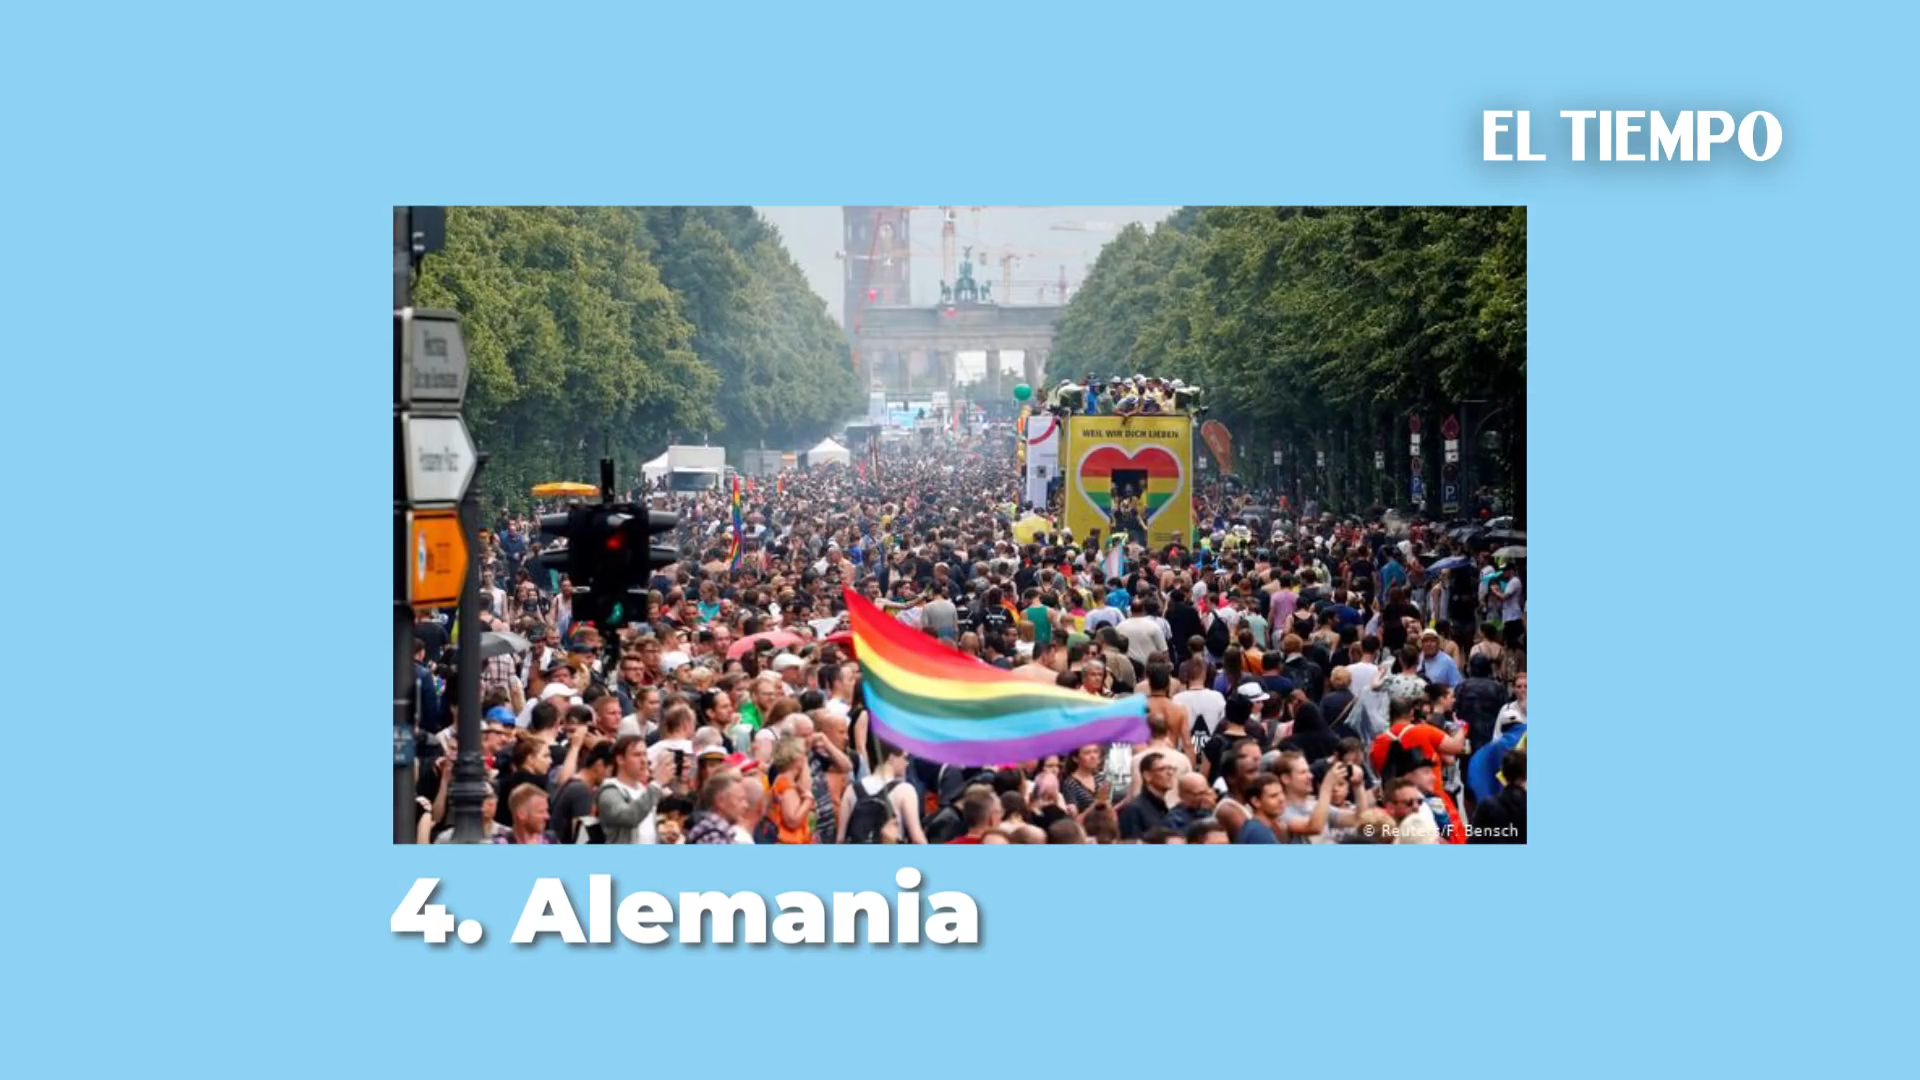 EL TIEMPO
WEIL WIR DICH LIEBEN
P
P
© Reuters/F. Bensch
4. Alemania